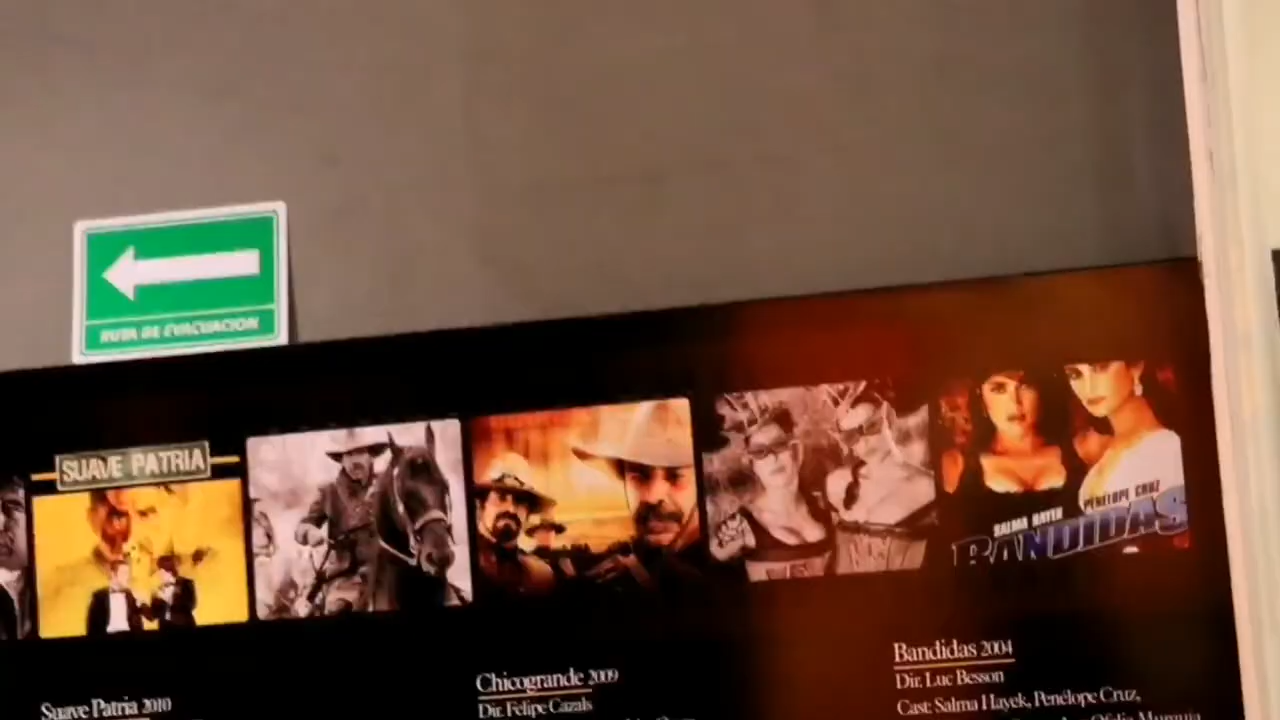 RUTA DE EVACUACION
SUAVE PATRIA
SALMA HAYEK
PENÉLOPE CRUZ
BANDIDAS
Suave Patria 2010
Chicogrande 2009
Dir. Felipe Cazals
Bandidas 2004
Dir. Luc Besson
Cast: Salma Hayek, Penélope Cruz,